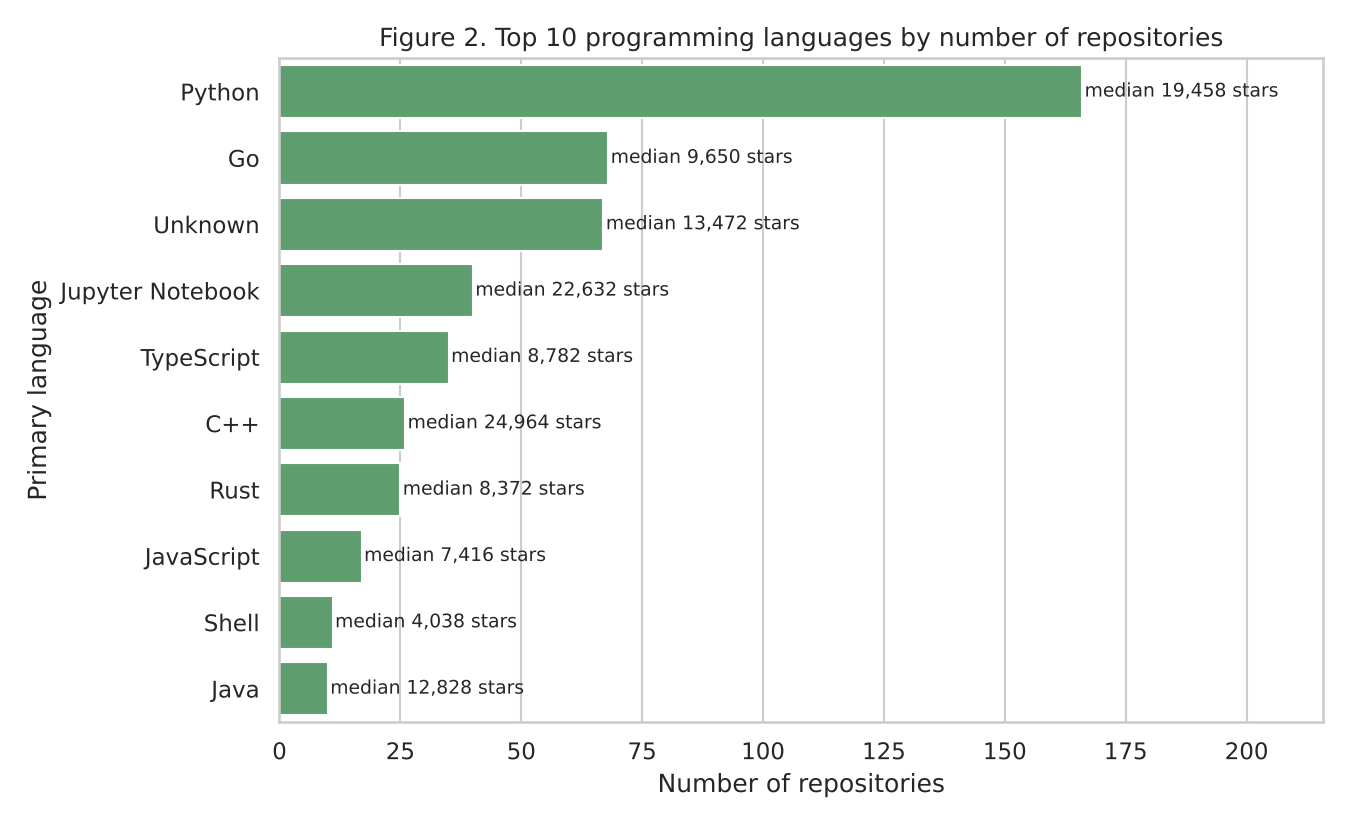 Figure 2. Top 10 programming languages by number of repositories
Python median 19,458 stars
Go median 9,650 stars
Unknown median 13,472 stars
Jupyter Notebook median 22,632 stars
TypeScript median 8,782 stars
C++ median 24,964 stars
Rust median 8,372 stars
JavaScript median 7,416 stars
Shell median 4,038 stars
Java median 12,828 stars
Primary language
0 25 50 75 100 125 150 175 200
Number of repositories